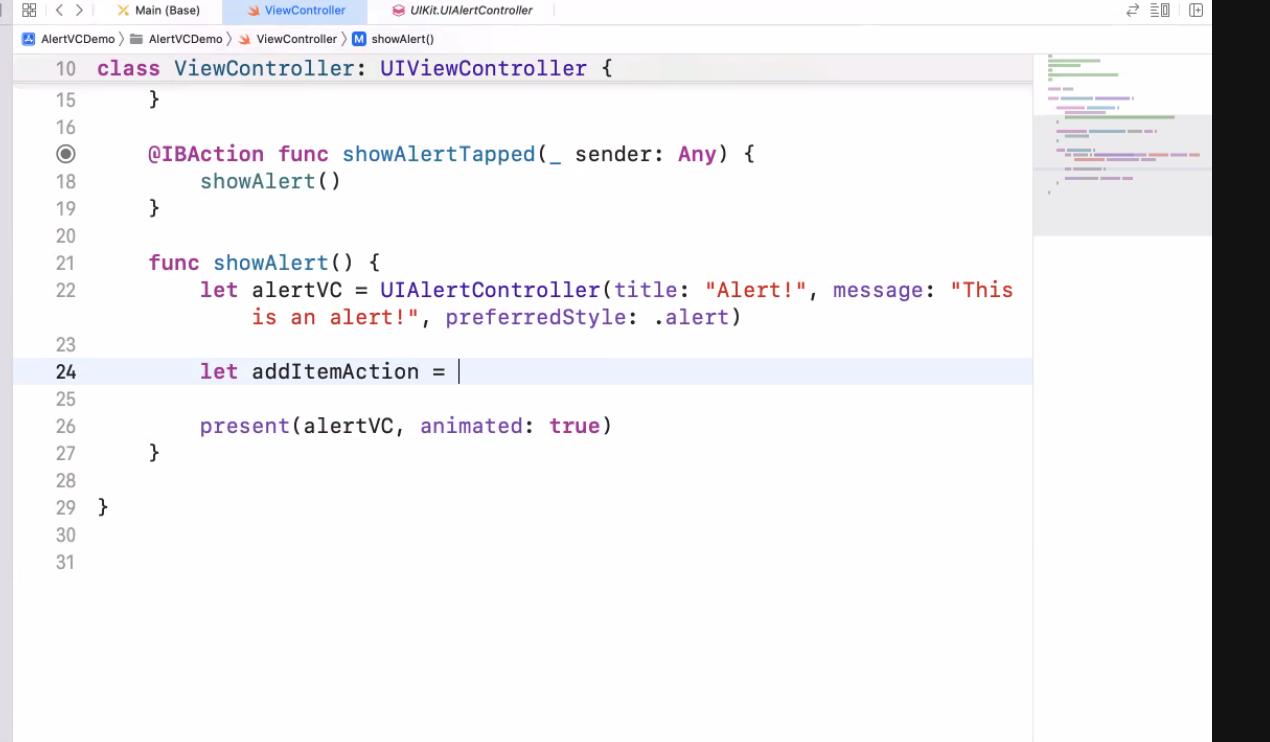 Main (Base) ViewController UIKit.UIAlertController
AlertVCDemo AlertVCDemo ViewController M showAlert()
10 class ViewController: UIViewController {
15 }
16
@IBAction func showAlertTapped(_ sender: Any) {
18 showAlert()
19 }
20
21 func showAlert() {
22 let alertVC = UIAlertController(title: "Alert!", message: "This
is an alert!", preferredStyle: .alert)
23
24 let addItemAction =
25
26 present(alertVC, animated: true)
27 }
28
29 }
30
31